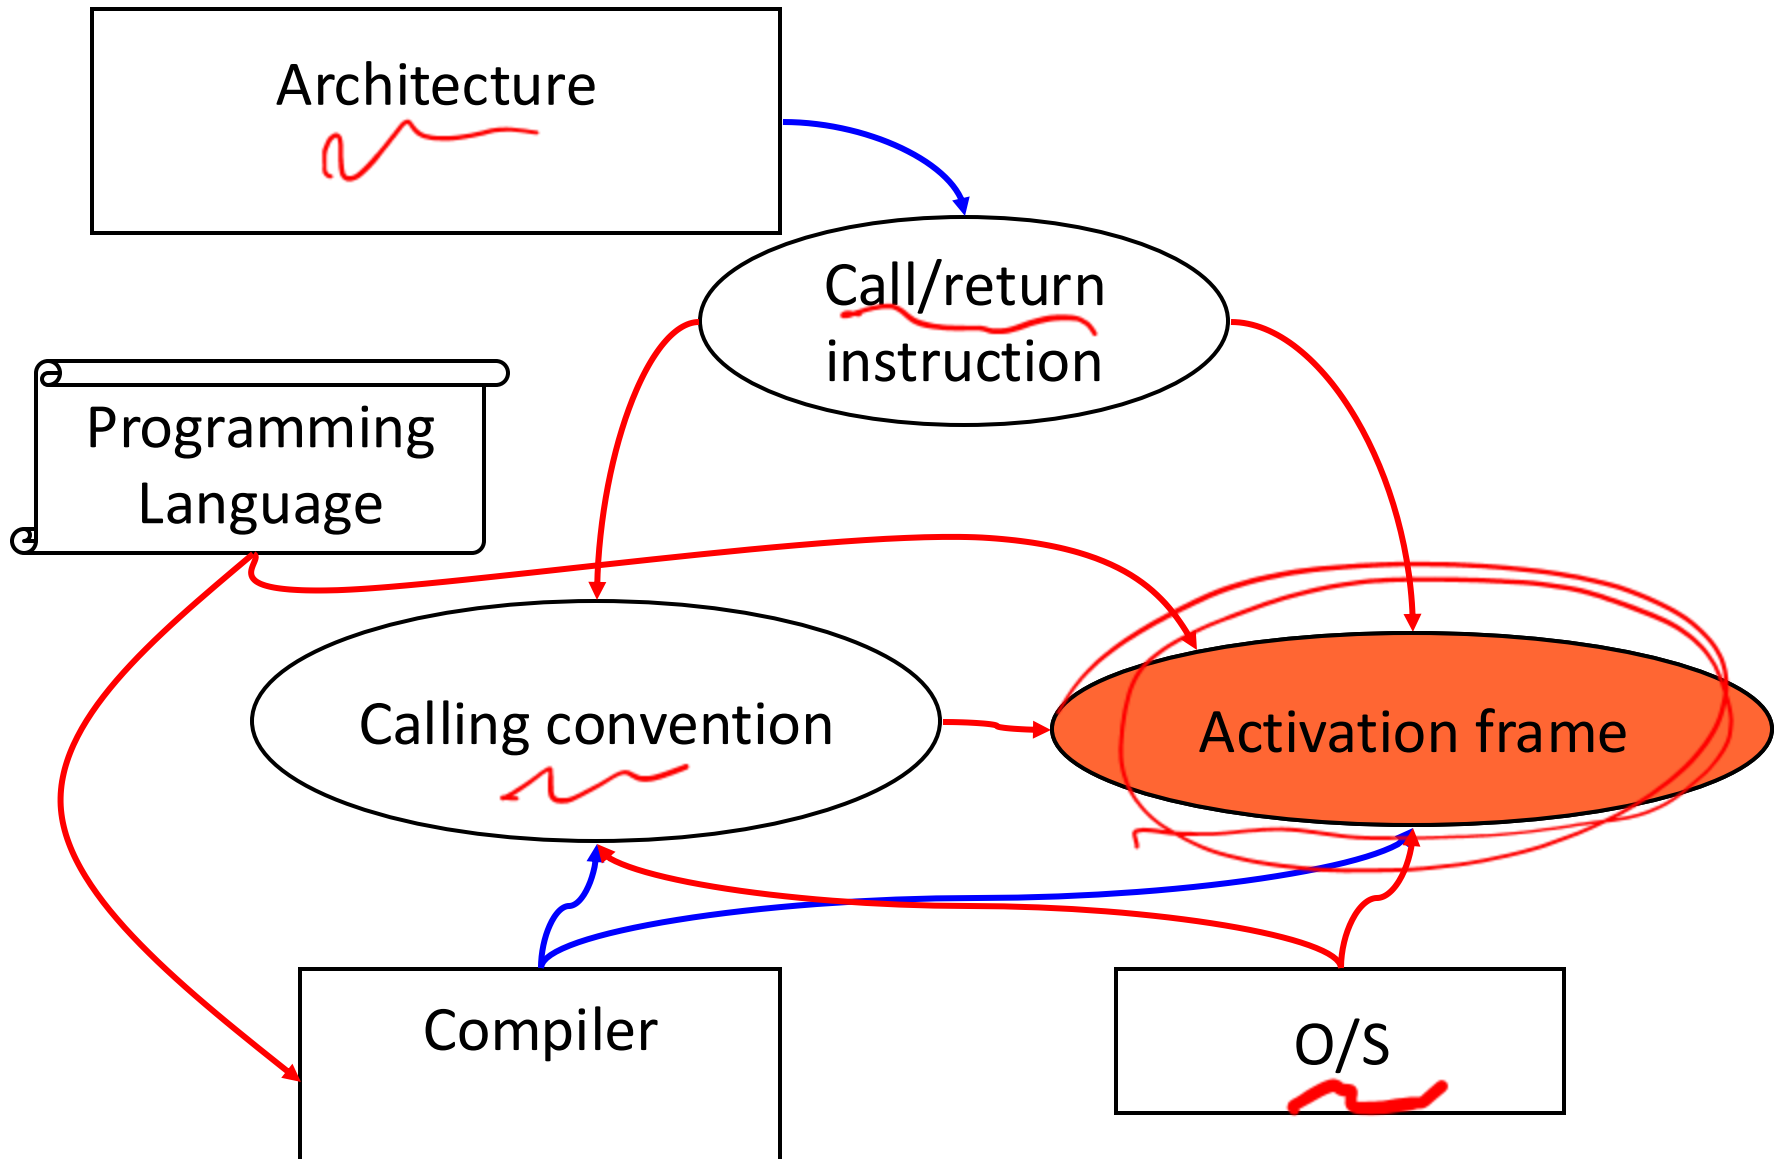 Architecture
Call/return
instruction
Programming
Language
Calling convention
Activation frame
Compiler
O/S